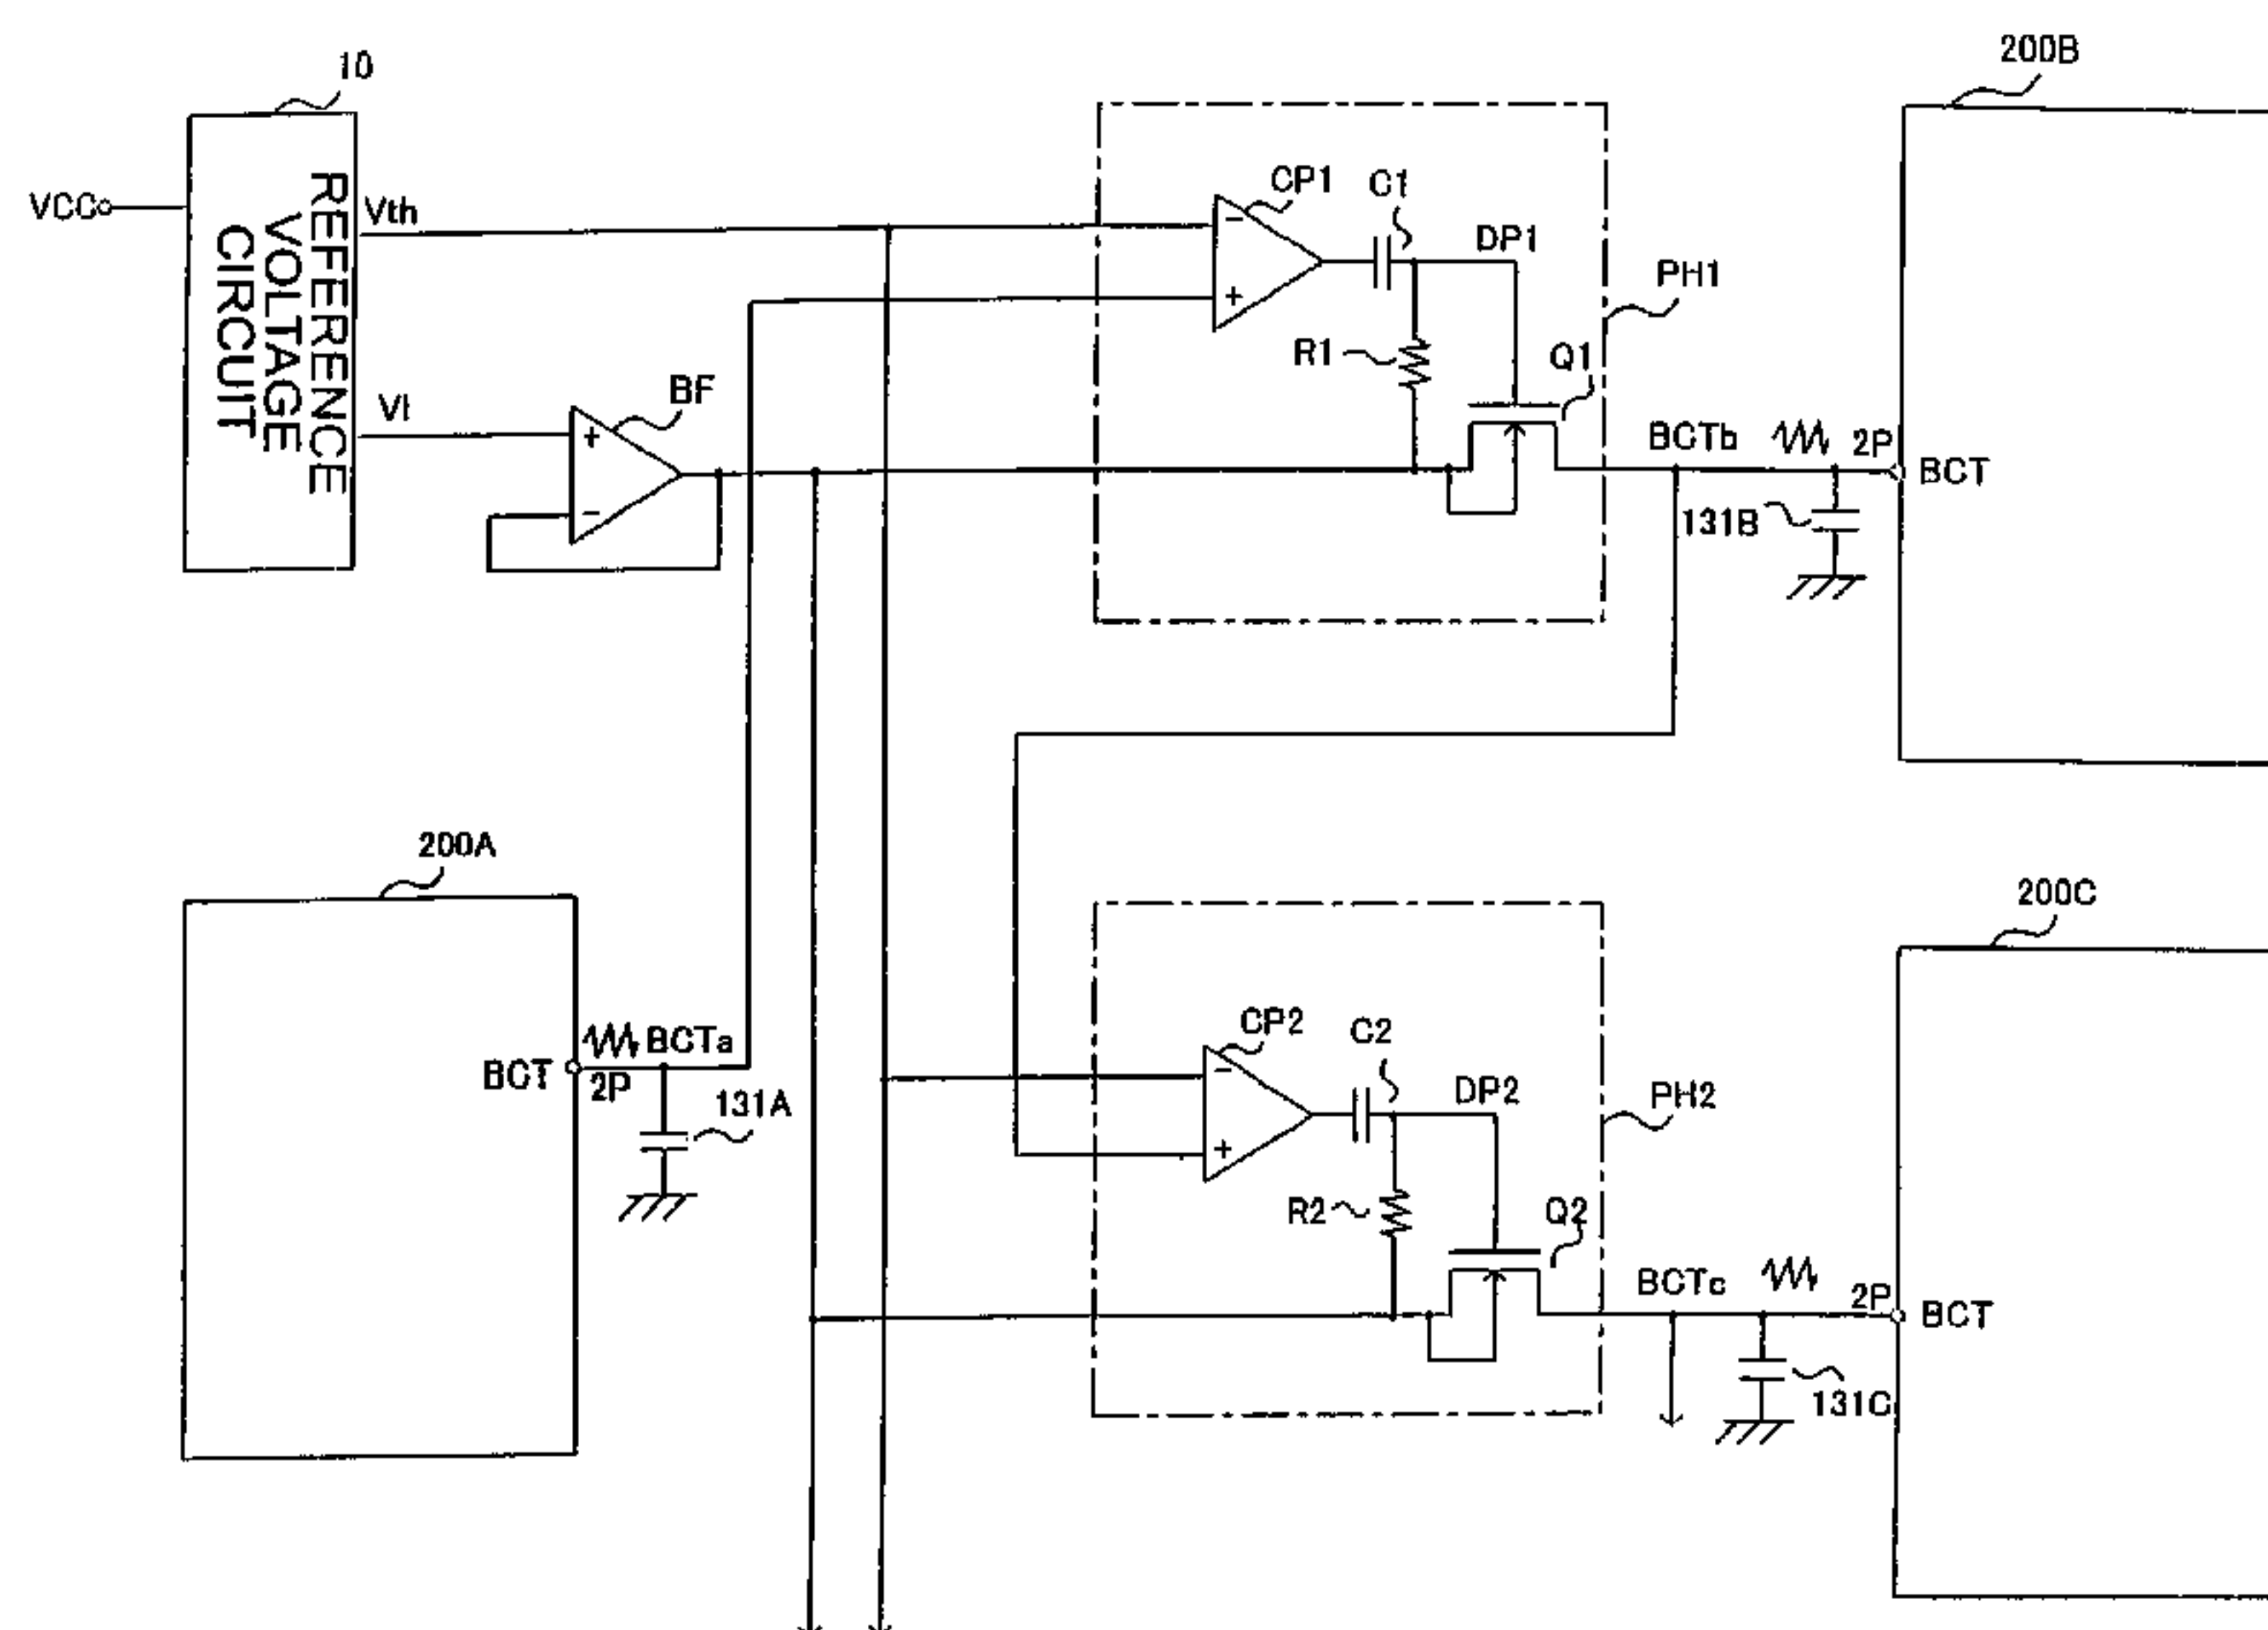 10
200B
VCC
Vth
REFERENCE
VOLTAGE
CIRCUIT
CP1
C1
DP1
PH1
-
+
R1
Q1
Vl
BF
+
-
BCTb
2P
BCT
131B
200A
200C
CP2
C2
DP2
PH2
BCT
BCTa
2P
131A
-
+
R2
Q2
BCTc
2P
BCT
131C